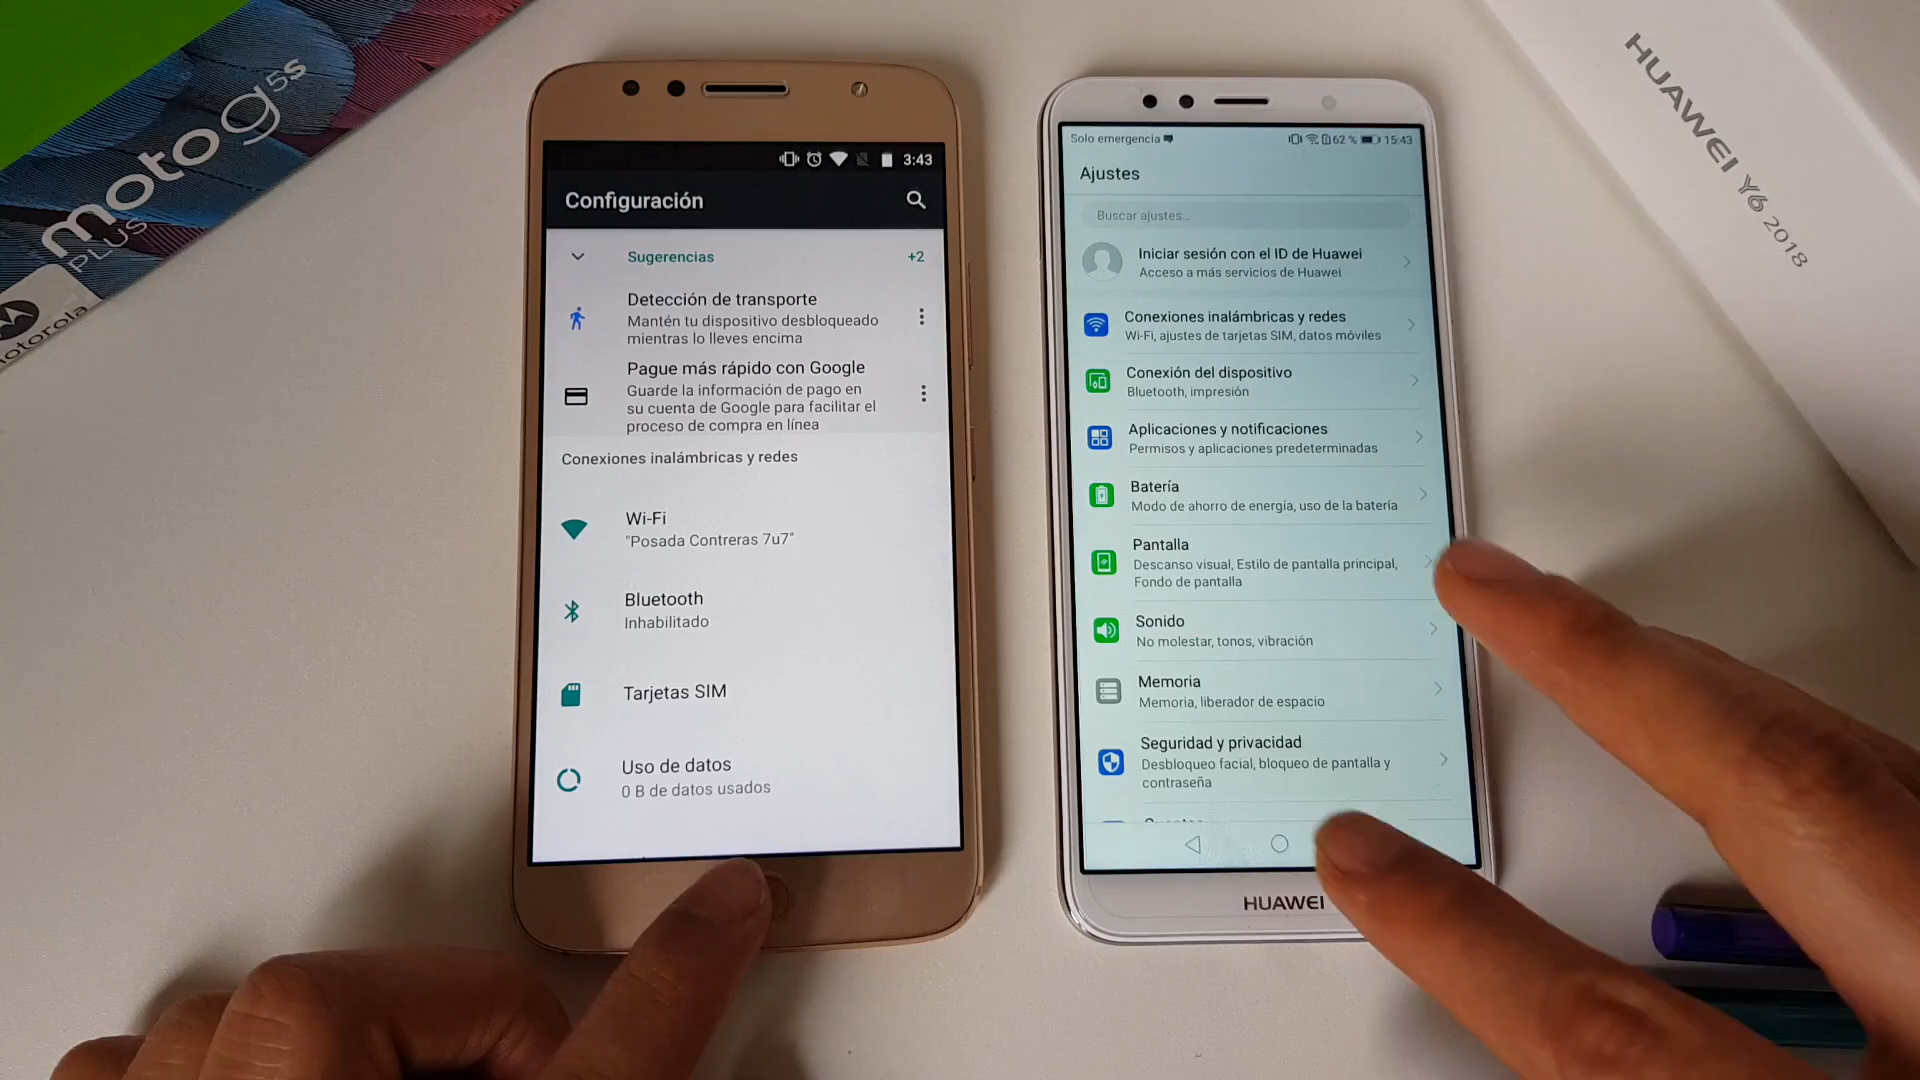 moto g5s
PLUS
motorola
3:43
Configuración
Sugerencias
+2
Detección de transporte
Mantén tu dispositivo desbloqueado
mientras lo lleves encima
Pague más rápido con Google
Guarde la información de pago en
su cuenta de Google para facilitar el
proceso de compra en línea
Conexiones inalámbricas y redes
Wi-Fi
"Posada Contreras 7u7"
Bluetooth
Inhabilitado
Tarjetas SIM
Uso de datos
0 B de datos usados
Solo emergencia
62 %
15:43
Ajustes
Buscar ajustes...
Iniciar sesión con el ID de Huawei
Acceso a más servicios de Huawei
Conexiones inalámbricas y redes
Wi-Fi, ajustes de tarjetas SIM, datos móviles
Conexión del dispositivo
Bluetooth, impresión
Aplicaciones y notificaciones
Permisos y aplicaciones predeterminadas
Batería
Modo de ahorro de energía, uso de la batería
Pantalla
Descanso visual, Estilo de pantalla principal,
Fondo de pantalla
Sonido
No molestar, tonos, vibración
Memoria
Memoria, liberador de espacio
Seguridad y privacidad
Desbloqueo facial, bloqueo de pantalla y
contraseña
HUAWEI
HUAWEI Y6 2018